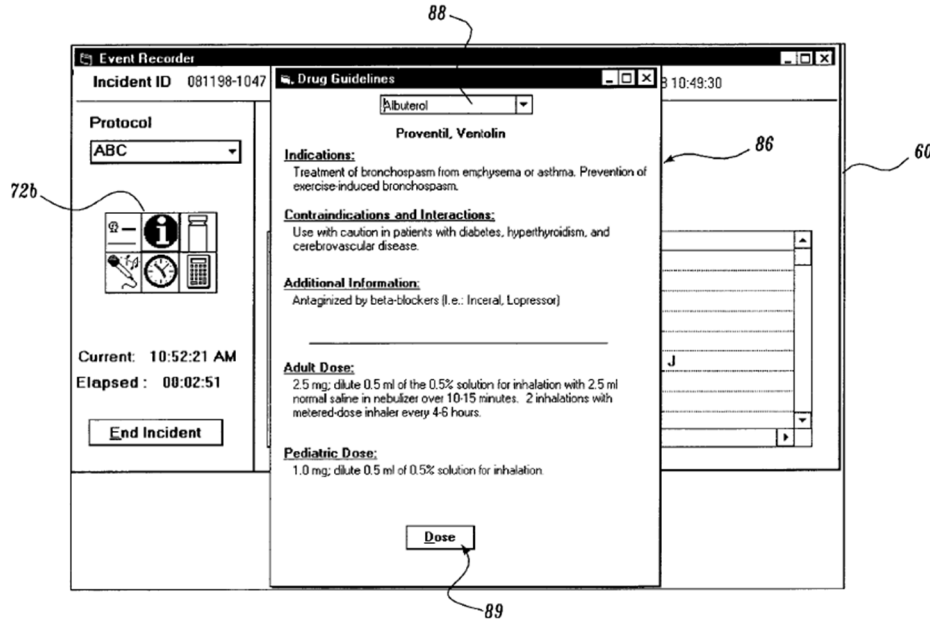 88
Event Recorder
Incident ID 081198-1047
Drug Guidelines
8 10:49:30
Albuterol
Proventil, Ventolin
Protocol
ABC
86
60
72b
Indications:
Treatment of bronchospasm from emphysema or asthma. Prevention of
exercise-induced bronchospasm.
Contraindications and Interactions:
Use with caution in patients with diabetes, hyperthyroidism, and
cerebrovascular disease.
Additional Information:
Antaginized by beta-blockers (I.e.: Inceral, Lopressor)
Current: 10:52:21 AM
Elapsed : 00:02:51
J
Adult Dose:
2.5 mg; dilute 0.5 ml of the 0.5% solution for inhalation with 2.5 ml
normal saline in nebulizer over 10-15 minutes. 2 inhalations with
metered-dose inhaler every 4-6 hours.
End Incident
Pediatric Dose:
1.0 mg; dilute 0.5 ml of 0.5% solution for inhalation.
Dose
89